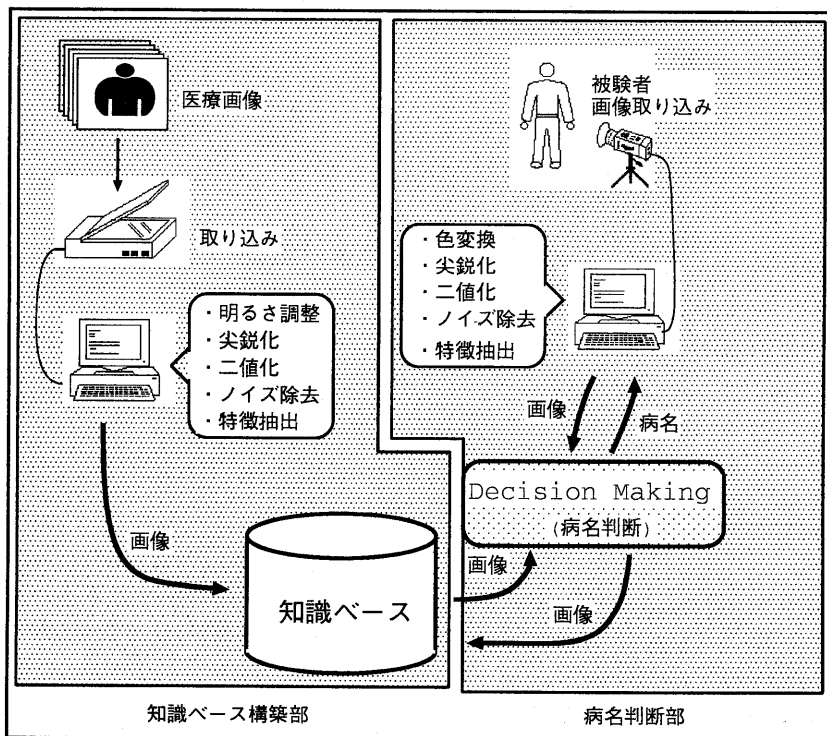 医療画像
取り込み
・明るさ調整
・尖鋭化
・二値化
・ノイズ除去
・特徴抽出
画像
知識ベース
知識ベース構築部
被験者
画像取り込み
・色変換
・尖鋭化
・二値化
・ノイズ除去
・特徴抽出
画像
病名
Decision Making
(病名判断)
画像
画像
病名判断部